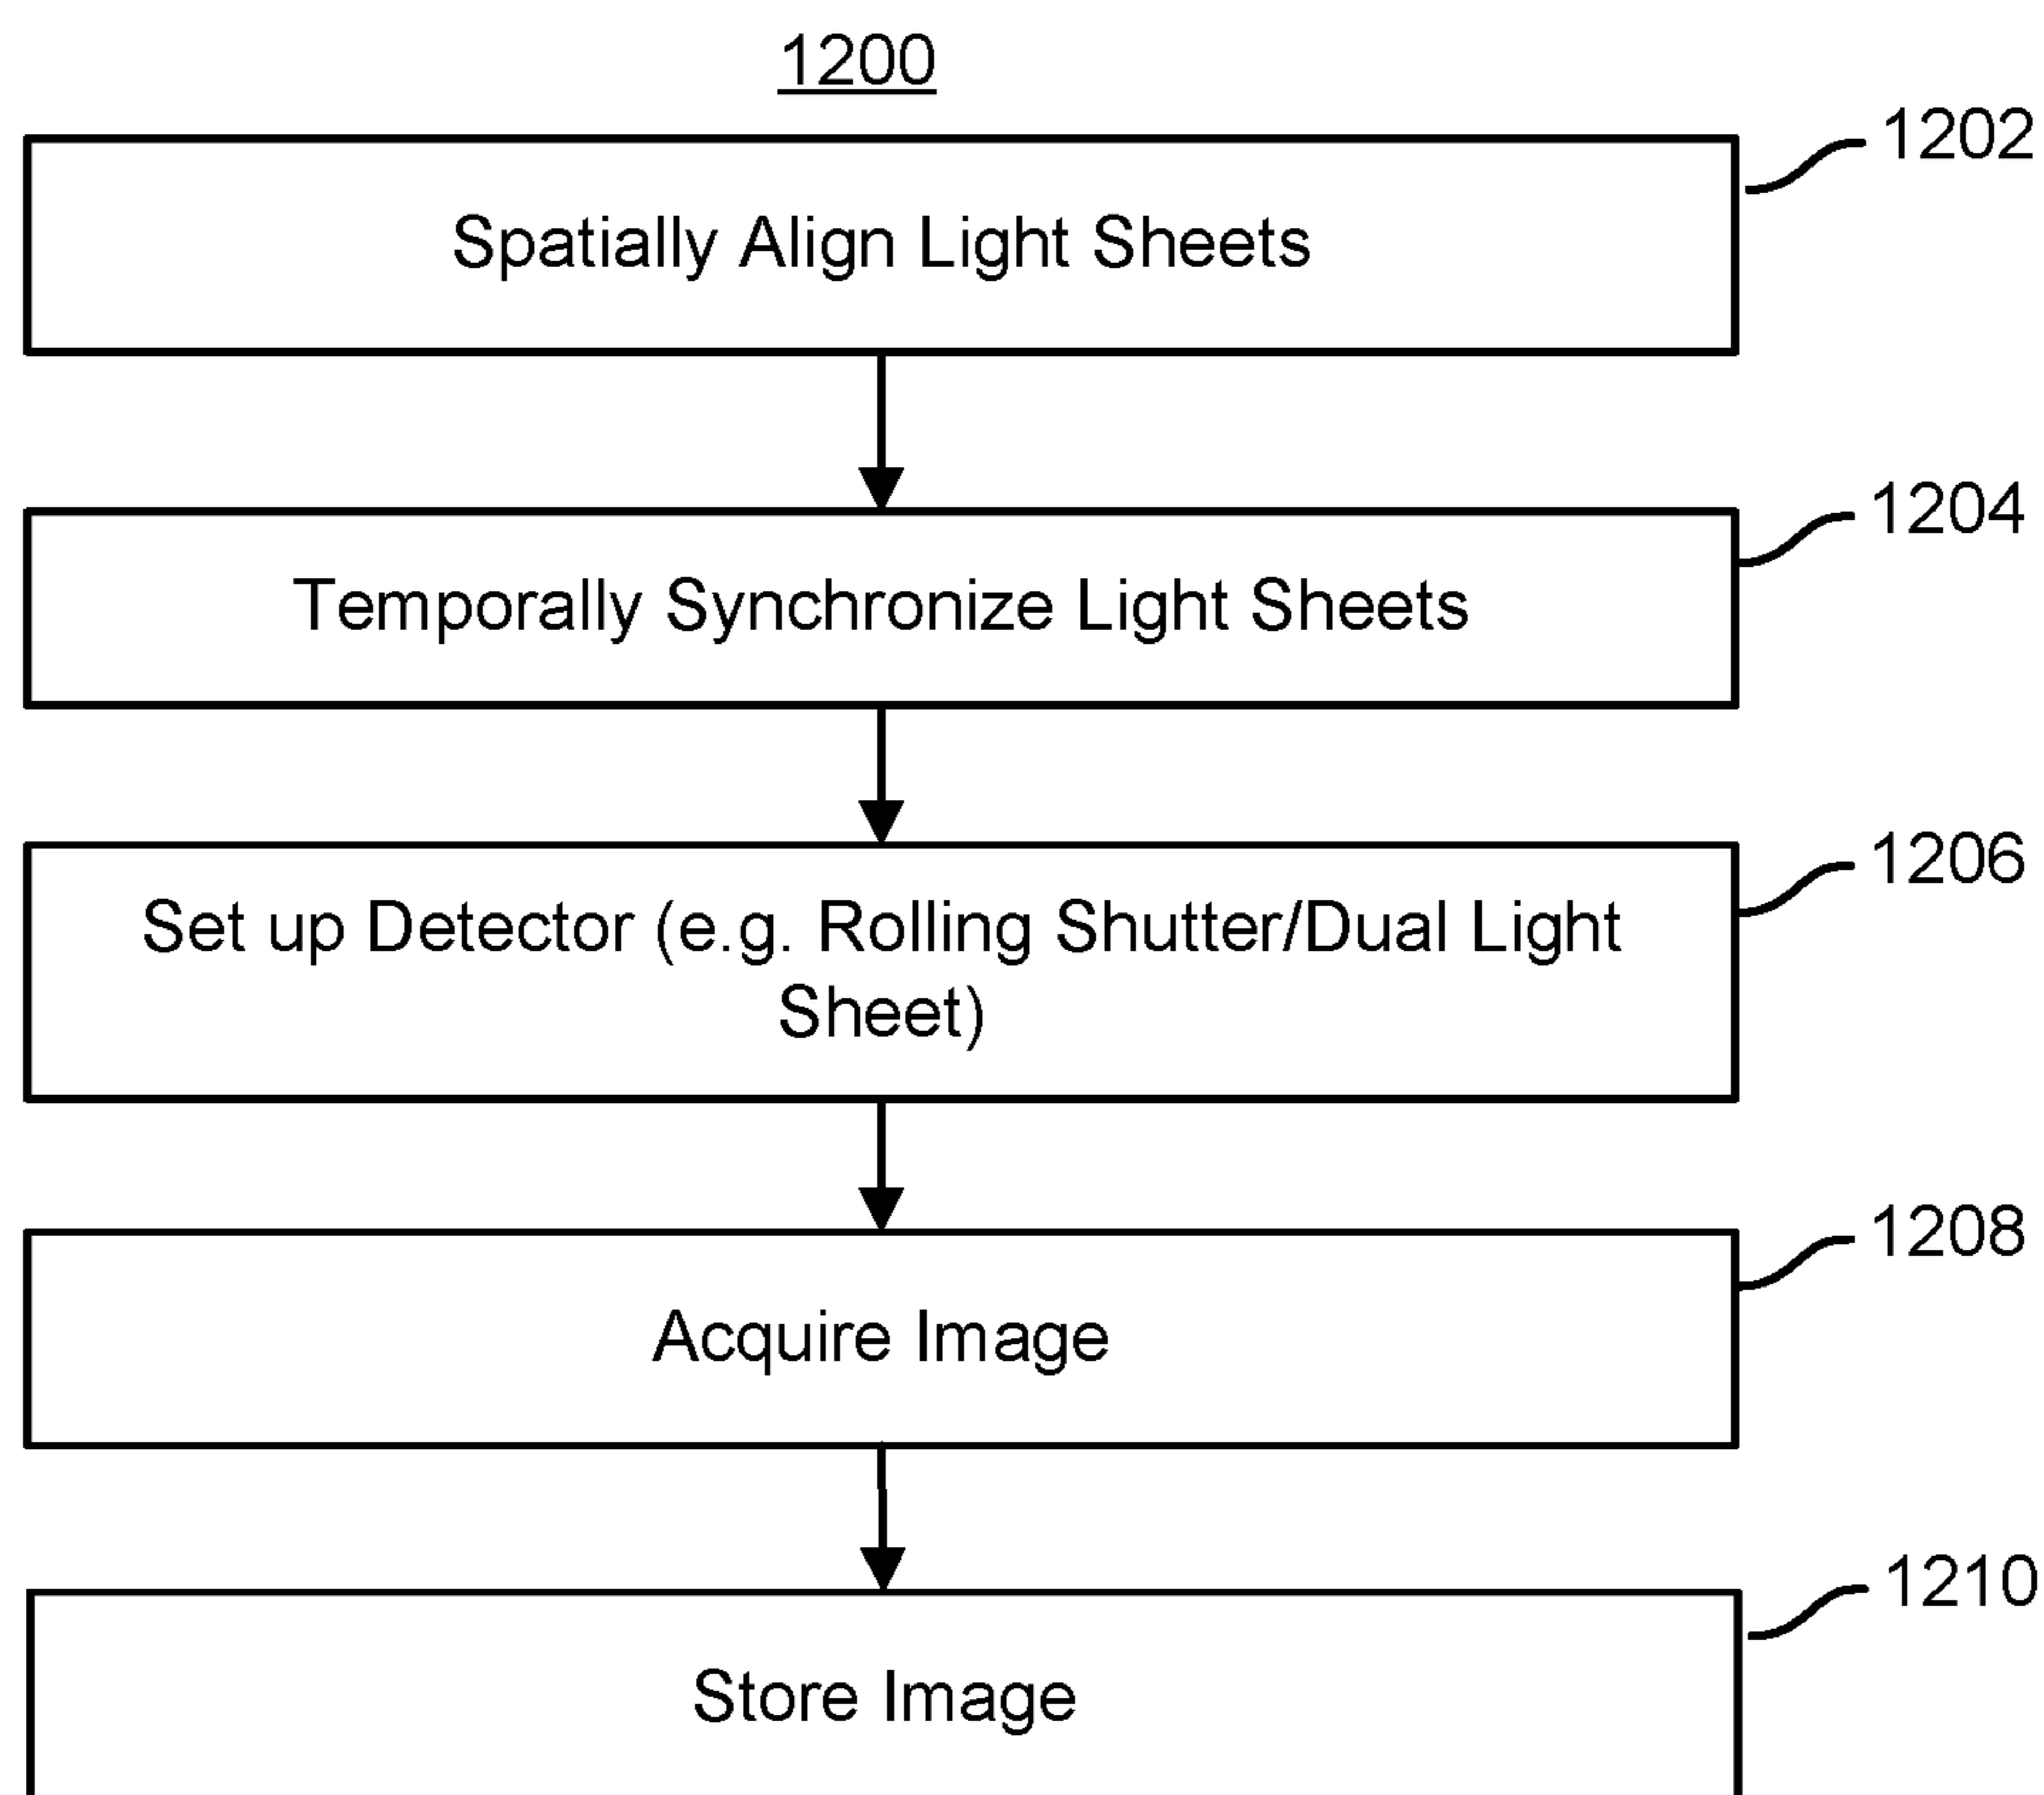 1200
1202
Spatially Align Light Sheets
1204
Temporally Synchronize Light Sheets
1206
Set up Detector (e.g. Rolling Shutter/Dual Light
Sheet)
1208
Acquire Image
1210
Store Image